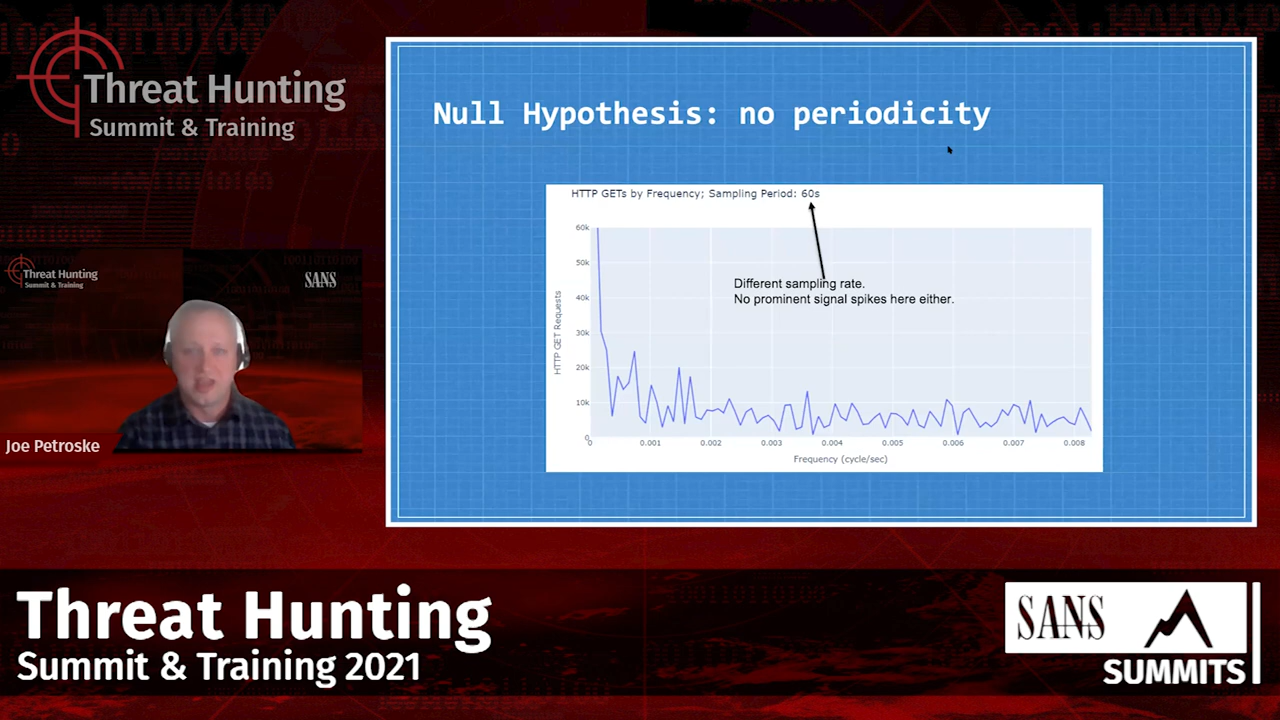 Threat Hunting
Summit & Training
Null Hypothesis: no periodicity
HTTP GETs by Frequency; Sampling Period: 60s
60k
50k
40k
30k
20k
10k
0
HTTP GET Requests
Different sampling rate.
No prominent signal spikes here either.
0
0.001
0.002
0.003
0.004
0.005
0.006
0.007
0.008
Frequency (cycle/sec)
Threat Hunting
Summit & Training
SANS
Joe Petroske
Threat Hunting
Summit & Training 2021
SANS
SUMMITS